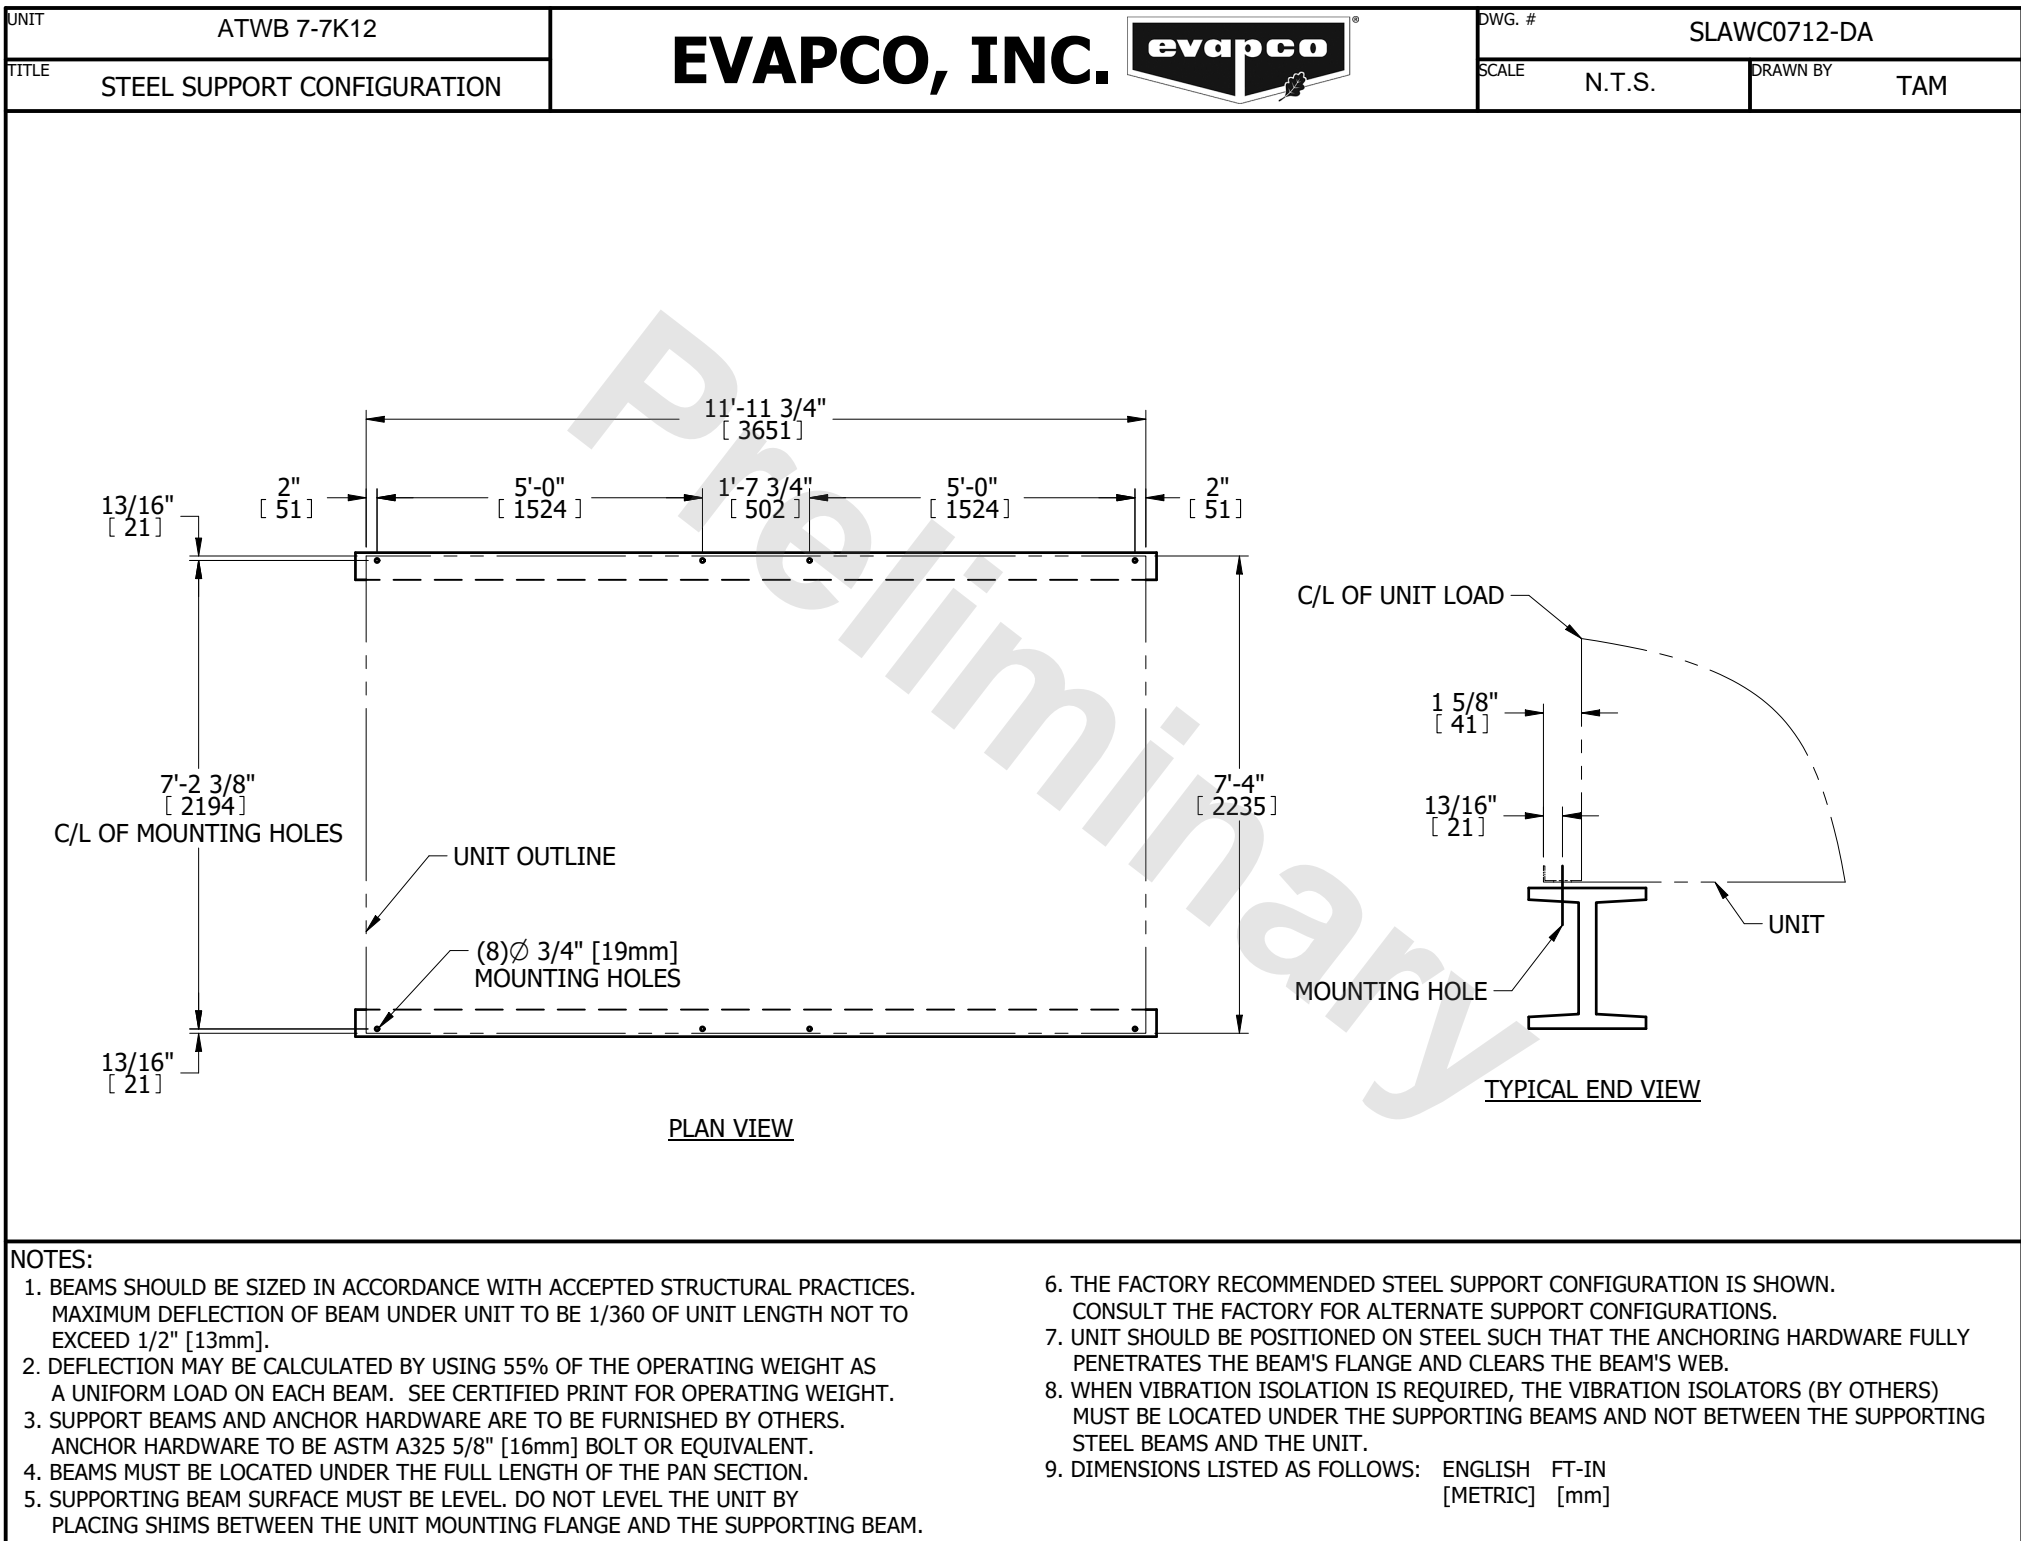 UNIT
ATWB 7-7K12
TITLE
STEEL SUPPORT CONFIGURATION
EVAPCO, INC.
evapco
®
DWG. #
SLAWC0712-DA
SCALE
N.T.S.
DRAWN BY
TAM
Preliminary
11'-11 3/4"
[ 3651]
13/16"
[ 21]
2"
[ 51]
5'-0"
[ 1524 ]
1'-7 3/4"
[ 502 ]
5'-0"
[ 1524]
2"
[ 51]
7'-2 3/8"
[ 2194]
C/L OF MOUNTING HOLES
UNIT OUTLINE
(8)∅ 3/4" [19mm]
MOUNTING HOLES
7'-4"
[ 2235]
13/16"
[ 21]
PLAN VIEW
C/L OF UNIT LOAD
1 5/8"
[ 41]
13/16"
[ 21]
UNIT
MOUNTING HOLE
TYPICAL END VIEW
NOTES:
1. BEAMS SHOULD BE SIZED IN ACCORDANCE WITH ACCEPTED STRUCTURAL PRACTICES.
MAXIMUM DEFLECTION OF BEAM UNDER UNIT TO BE 1/360 OF UNIT LENGTH NOT TO
EXCEED 1/2" [13mm].
2. DEFLECTION MAY BE CALCULATED BY USING 55% OF THE OPERATING WEIGHT AS
A UNIFORM LOAD ON EACH BEAM. SEE CERTIFIED PRINT FOR OPERATING WEIGHT.
3. SUPPORT BEAMS AND ANCHOR HARDWARE ARE TO BE FURNISHED BY OTHERS.
ANCHOR HARDWARE TO BE ASTM A325 5/8" [16mm] BOLT OR EQUIVALENT.
4. BEAMS MUST BE LOCATED UNDER THE FULL LENGTH OF THE PAN SECTION.
5. SUPPORTING BEAM SURFACE MUST BE LEVEL. DO NOT LEVEL THE UNIT BY
PLACING SHIMS BETWEEN THE UNIT MOUNTING FLANGE AND THE SUPPORTING BEAM.
6. THE FACTORY RECOMMENDED STEEL SUPPORT CONFIGURATION IS SHOWN.
CONSULT THE FACTORY FOR ALTERNATE SUPPORT CONFIGURATIONS.
7. UNIT SHOULD BE POSITIONED ON STEEL SUCH THAT THE ANCHORING HARDWARE FULLY
PENETRATES THE BEAM'S FLANGE AND CLEARS THE BEAM'S WEB.
8. WHEN VIBRATION ISOLATION IS REQUIRED, THE VIBRATION ISOLATORS (BY OTHERS)
MUST BE LOCATED UNDER THE SUPPORTING BEAMS AND NOT BETWEEN THE SUPPORTING
STEEL BEAMS AND THE UNIT.
9. DIMENSIONS LISTED AS FOLLOWS: ENGLISH FT-IN
[METRIC] [mm]